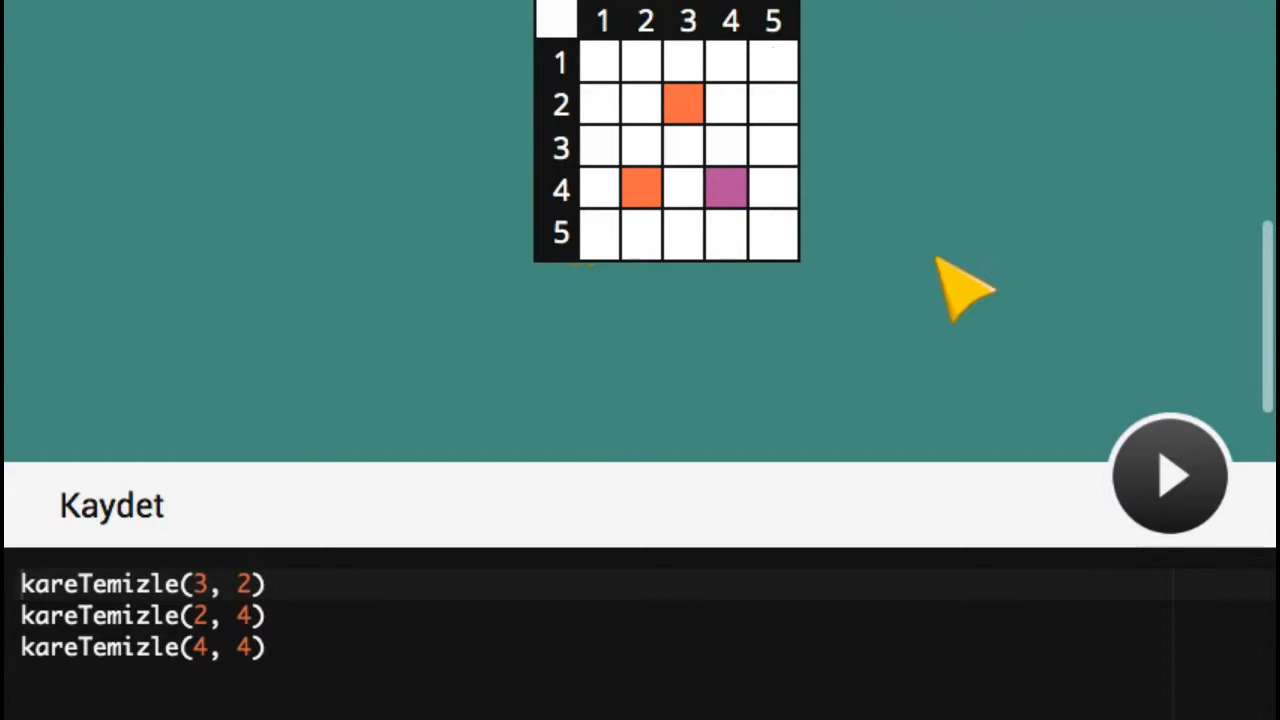 1 2 3 4 5
1
2
3
4
5
Kaydet
kareTemizle(3, 2)
kareTemizle(2, 4)
kareTemizle(4, 4)